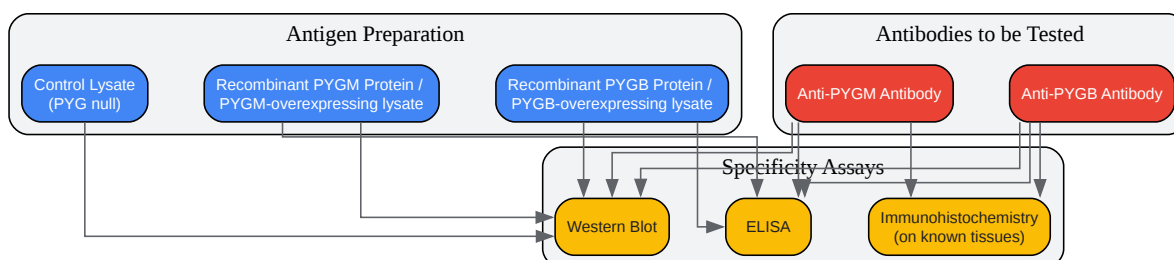 Antigen Preparation
Antibodies to be Tested
Control Lysate
(PYG null)
Recombinant PYGM Protein /
PYGM-overexpressing lysate
Recombinant PYGB Protein /
PYGB-overexpressing lysate
Anti-PYGM Antibody
Anti-PYGB Antibody
Specificity Assays
Western Blot
ELISA
Immunohistochemistry
(on known tissues)